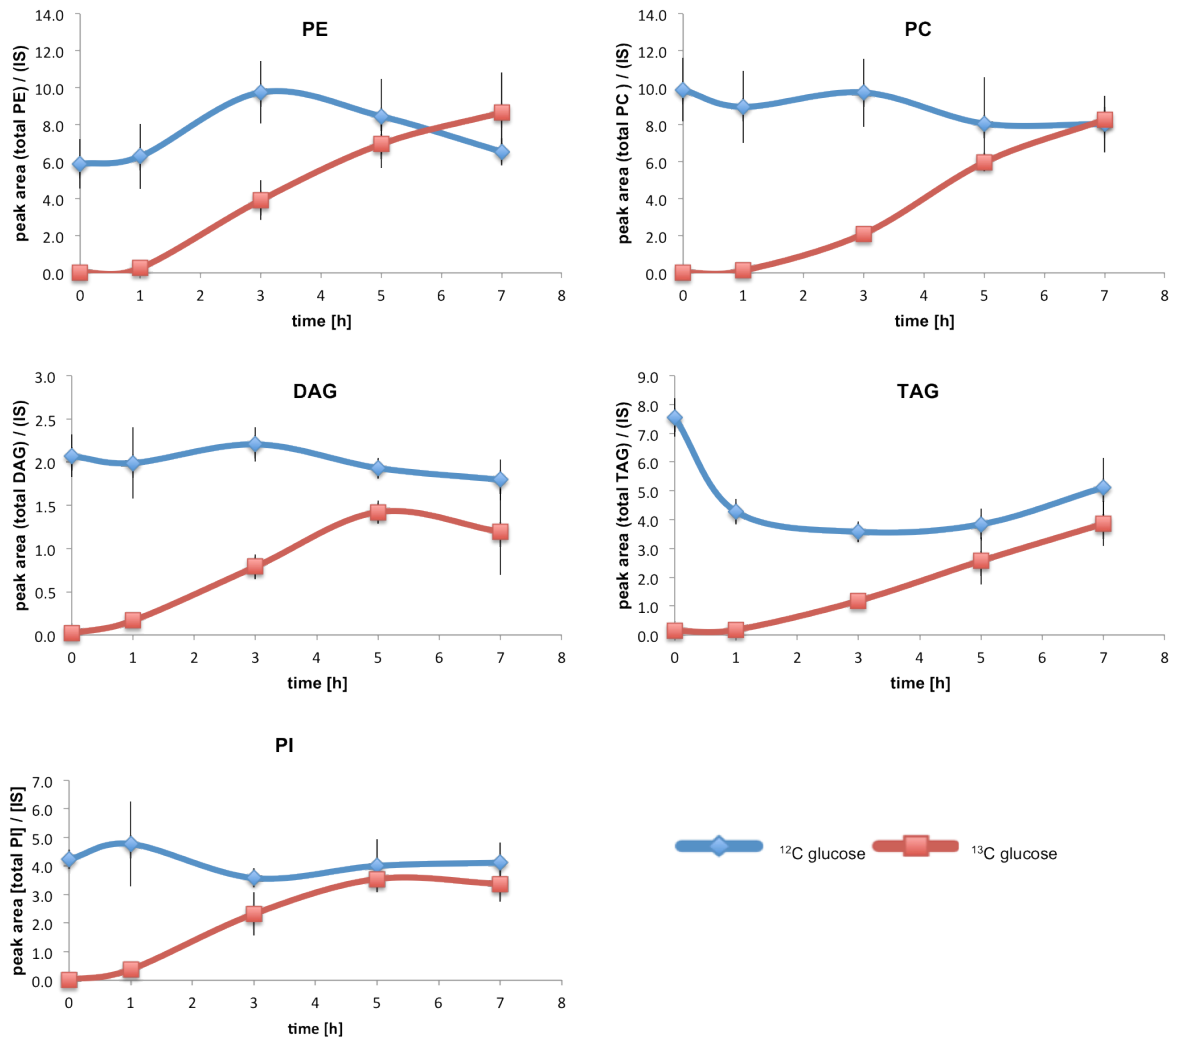 PE
peak area (total PE) / (IS)
14.0
12.0
10.0
8.0
6.0
4.0
2.0
0.0
0 1 2 3 4 5 6 7 8
time [h]
PC
peak area (total PC ) / (IS)
14.0
12.0
10.0
8.0
6.0
4.0
2.0
0.0
0 1 2 3 4 5 6 7 8
time [h]
DAG
peak area (total DAG) / (IS)
3.0
2.5
2.0
1.5
1.0
0.5
0.0
0 1 2 3 4 5 6 7 8
time [h]
TAG
peak area (total TAG) / (IS)
9.0
8.0
7.0
6.0
5.0
4.0
3.0
2.0
1.0
0.0
0 1 2 3 4 5 6 7 8
time [h]
PI
peak area [total PI] / [IS]
7.0
6.0
5.0
4.0
3.0
2.0
1.0
0.0
0 1 2 3 4 5 6 7 8
time [h]
¹²C glucose ¹³C glucose